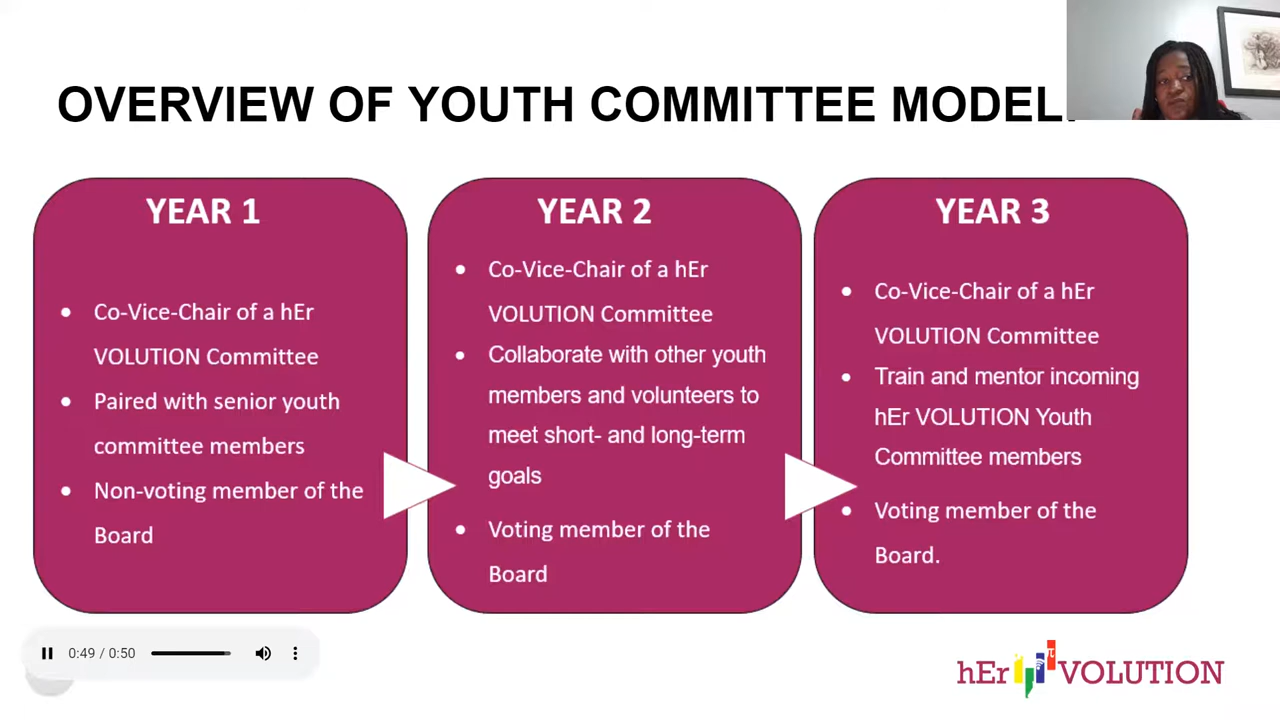 OVERVIEW OF YOUTH COMMITTEE MODEL
YEAR 1
• Co-Vice-Chair of a hEr
VOLUTION Committee
• Paired with senior youth
committee members
• Non-voting member of the
Board
YEAR 2
• Co-Vice-Chair of a hEr
VOLUTION Committee
• Collaborate with other youth
members and volunteers to
meet short- and long-term
goals
• Voting member of the
Board
YEAR 3
• Co-Vice-Chair of a hEr
VOLUTION Committee
• Train and mentor incoming
hEr VOLUTION Youth
Committee members
• Voting member of the
Board.
0:49 / 0:50
hEr VOLUTION
π